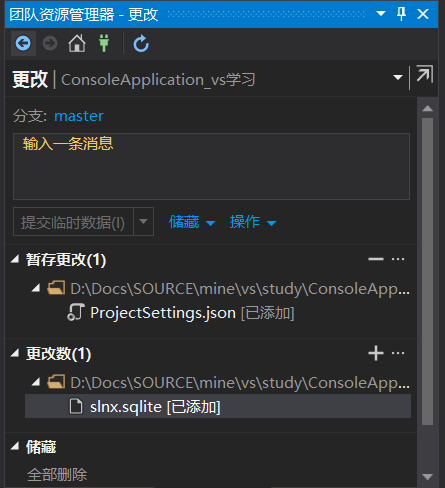 团队资源管理器 - 更改
更改 | ConsoleApplication_vs学习
分支: master
输入一条消息
提交临时数据(I) 储藏 操作
暂存更改(1)
D:\Docs\SOURCE\mine\vs\study\ConsoleApp...
ProjectSettings.json [已添加]
更改数(1)
D:\Docs\SOURCE\mine\vs\study\ConsoleApp...
slnx.sqlite [已添加]
储藏
全部删除